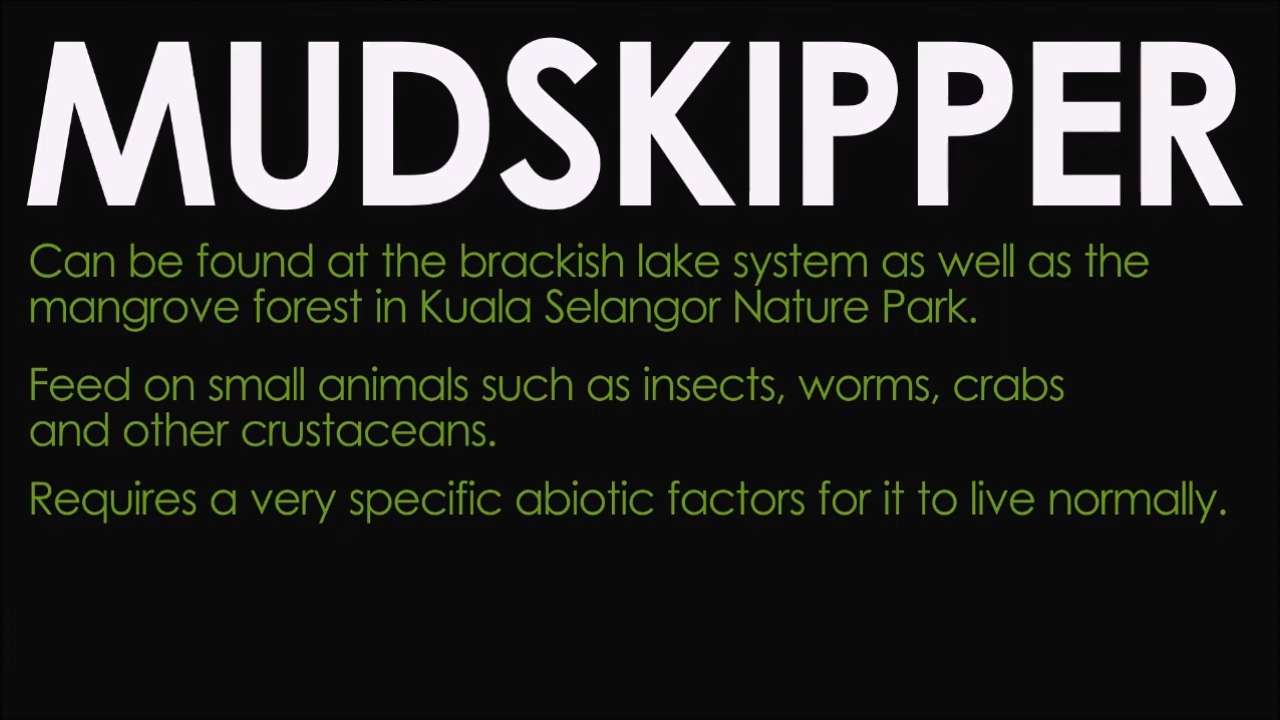 MUDSKIPPER
Can be found at the brackish lake system as well as the
mangrove forest in Kuala Selangor Nature Park.
Feed on small animals such as insects, worms, crabs
and other crustaceans.
Requires a very specific abiotic factors for it to live normally.